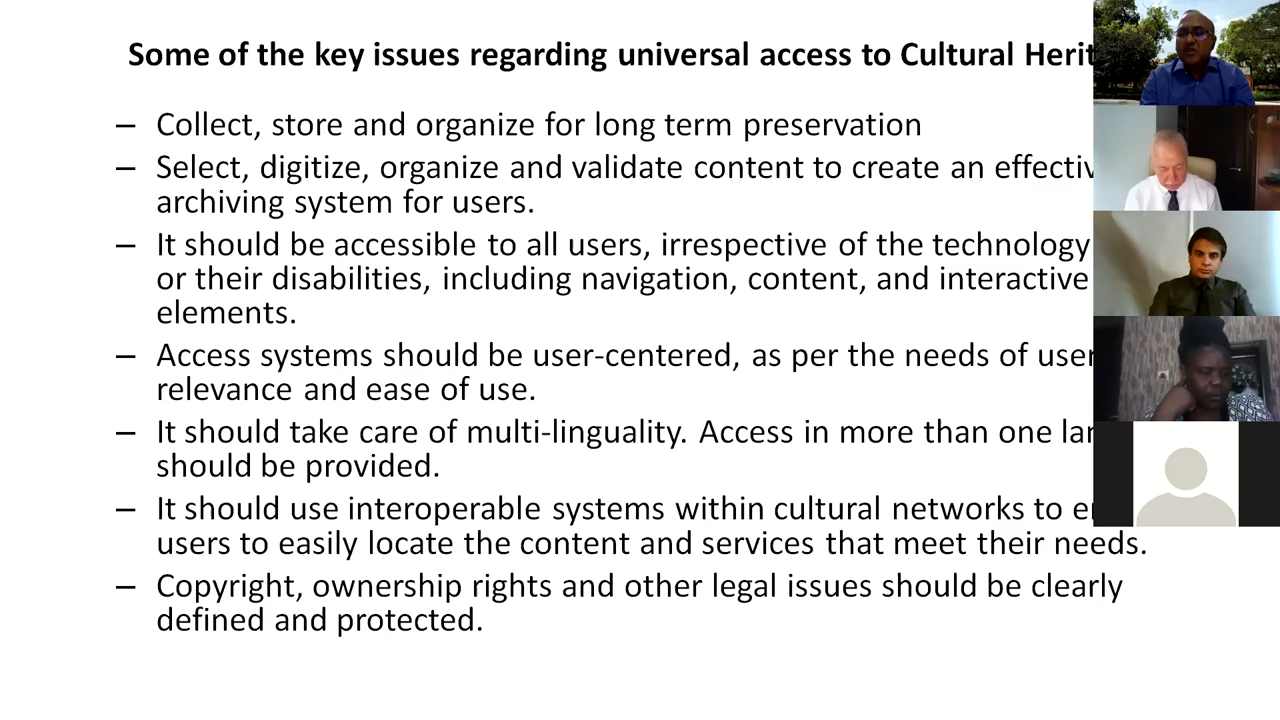 Some of the key issues regarding universal access to Cultural
– Collect, store and organize for long term preservation
– Select, digitize, organize and validate content to create an
archiving system for users.
– It should be accessible to all users, irrespective of the technology
or their disabilities, including navigation, content, and interactive
elements.
– Access systems should be user-centered, as per the needs of
relevance and ease of use.
– It should take care of multi-linguality. Access in more than one
should be provided.
– It should use interoperable systems within cultural networks to
users to easily locate the content and services that meet their needs.
– Copyright, ownership rights and other legal issues should be clearly
defined and protected.